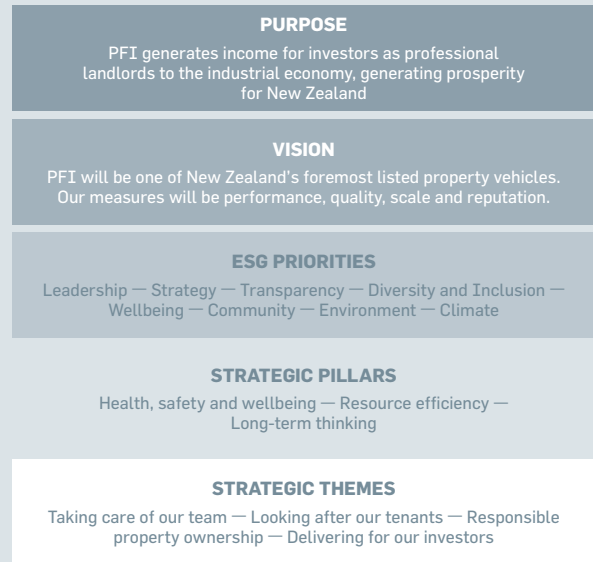 PURPOSE
PFI generates income for investors as professional
landlords to the industrial economy, generating prosperity
for New Zealand
VISION
PFI will be one of New Zealand's foremost listed property vehicles.
Our measures will be performance, quality, scale and reputation.
ESG PRIORITIES
Leadership — Strategy — Transparency — Diversity and Inclusion —
Wellbeing — Community — Environment — Climate
STRATEGIC PILLARS
Health, safety and wellbeing — Resource efficiency —
Long-term thinking
STRATEGIC THEMES
Taking care of our team — Looking after our tenants — Responsible
property ownership — Delivering for our investors